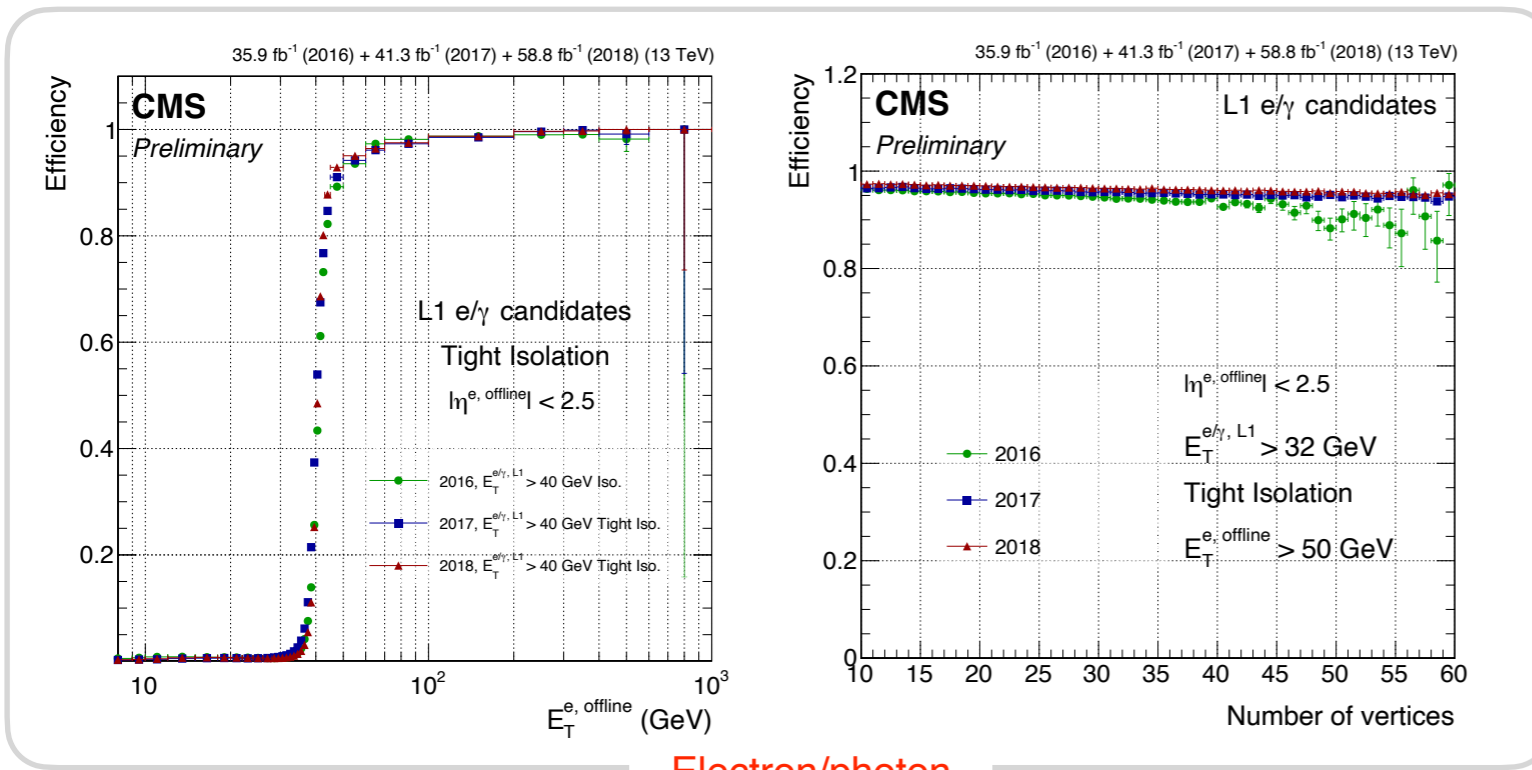 35.9 fb⁻¹ (2016) + 41.3 fb⁻¹ (2017) + 58.8 fb⁻¹ (2018) (13 TeV)
CMS
Preliminary
Efficiency
1
0.8
0.6
0.4
0.2
L1 e/γ candidates
Tight Isolation
|η^{e, offline}| < 2.5
2016, E_T^{e/γ, L1} > 40 GeV Iso.
2017, E_T^{e/γ, L1} > 40 GeV Tight Iso.
2018, E_T^{e/γ, L1} > 40 GeV Tight Iso.
10 10² 10³
E_T^{e, offline} (GeV)
35.9 fb⁻¹ (2016) + 41.3 fb⁻¹ (2017) + 58.8 fb⁻¹ (2018) (13 TeV)
CMS
Preliminary
L1 e/γ candidates
Efficiency
1.2
1
0.8
0.6
0.4
0.2
0
|η^{e, offline}| < 2.5
E_T^{e/γ, L1} > 32 GeV
Tight Isolation
E_T^{e, offline} > 50 GeV
2016
2017
2018
10 15 20 25 30 35 40 45 50 55 60
Number of vertices
Electron/photon